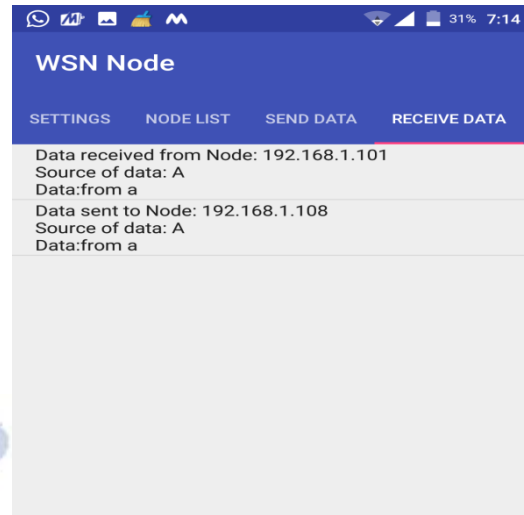 31% 7:14
WSN Node
SETTINGS NODE LIST SEND DATA RECEIVE DATA
Data received from Node: 192.168.1.101
Source of data: A
Data:from a
Data sent to Node: 192.168.1.108
Source of data: A
Data:from a